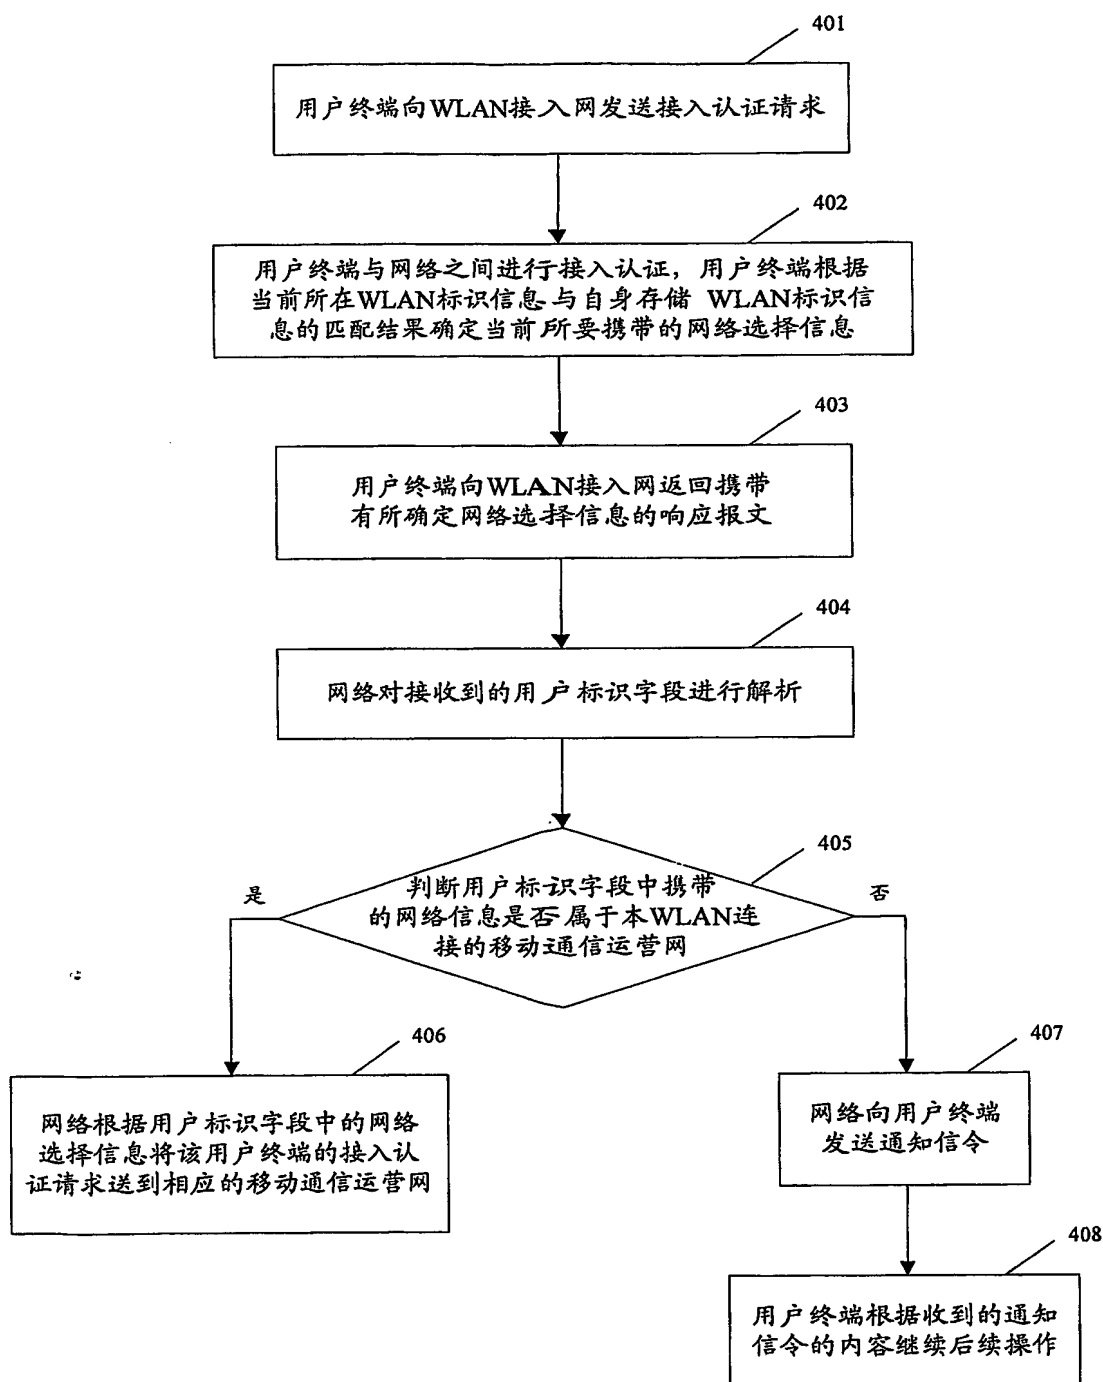 401
用户终端向WLAN接入网发送接入认证请求
402
用户终端与网络之间进行接入认证，用户终端根据
当前所在WLAN标识信息与自身存储 WLAN标识信
息的匹配结果确定当前所要携带的网络选择信息
403
用户终端向WLAN接入网返回携带
有所确定网络选择信息的响应报文
404
网络对接收到的用户标识字段进行解析
405
是
否
判断用户标识字段中携带
的网络信息是否属于本WLAN连
接的移动通信运营网
406
网络根据用户标识字段中的网络
选择信息将该用户终端的接入认
证请求送到相应的移动通信运营网
407
网络向用户终端
发送通知信令
408
用户终端根据收到的通知
信令的内容继续后续操作